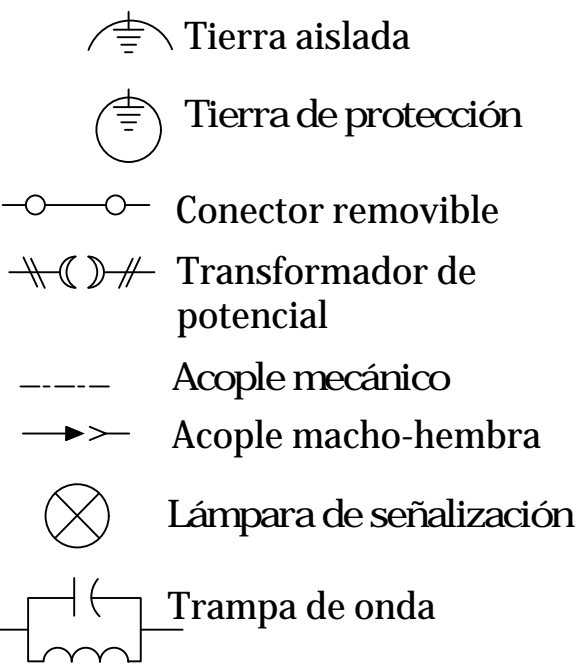 Tierra aislada
Tierra de protección
Conector removible
Transformador de
potencial
Acople mecánico
Acople macho-hembra
Lámpara de señalización
Trampa de onda